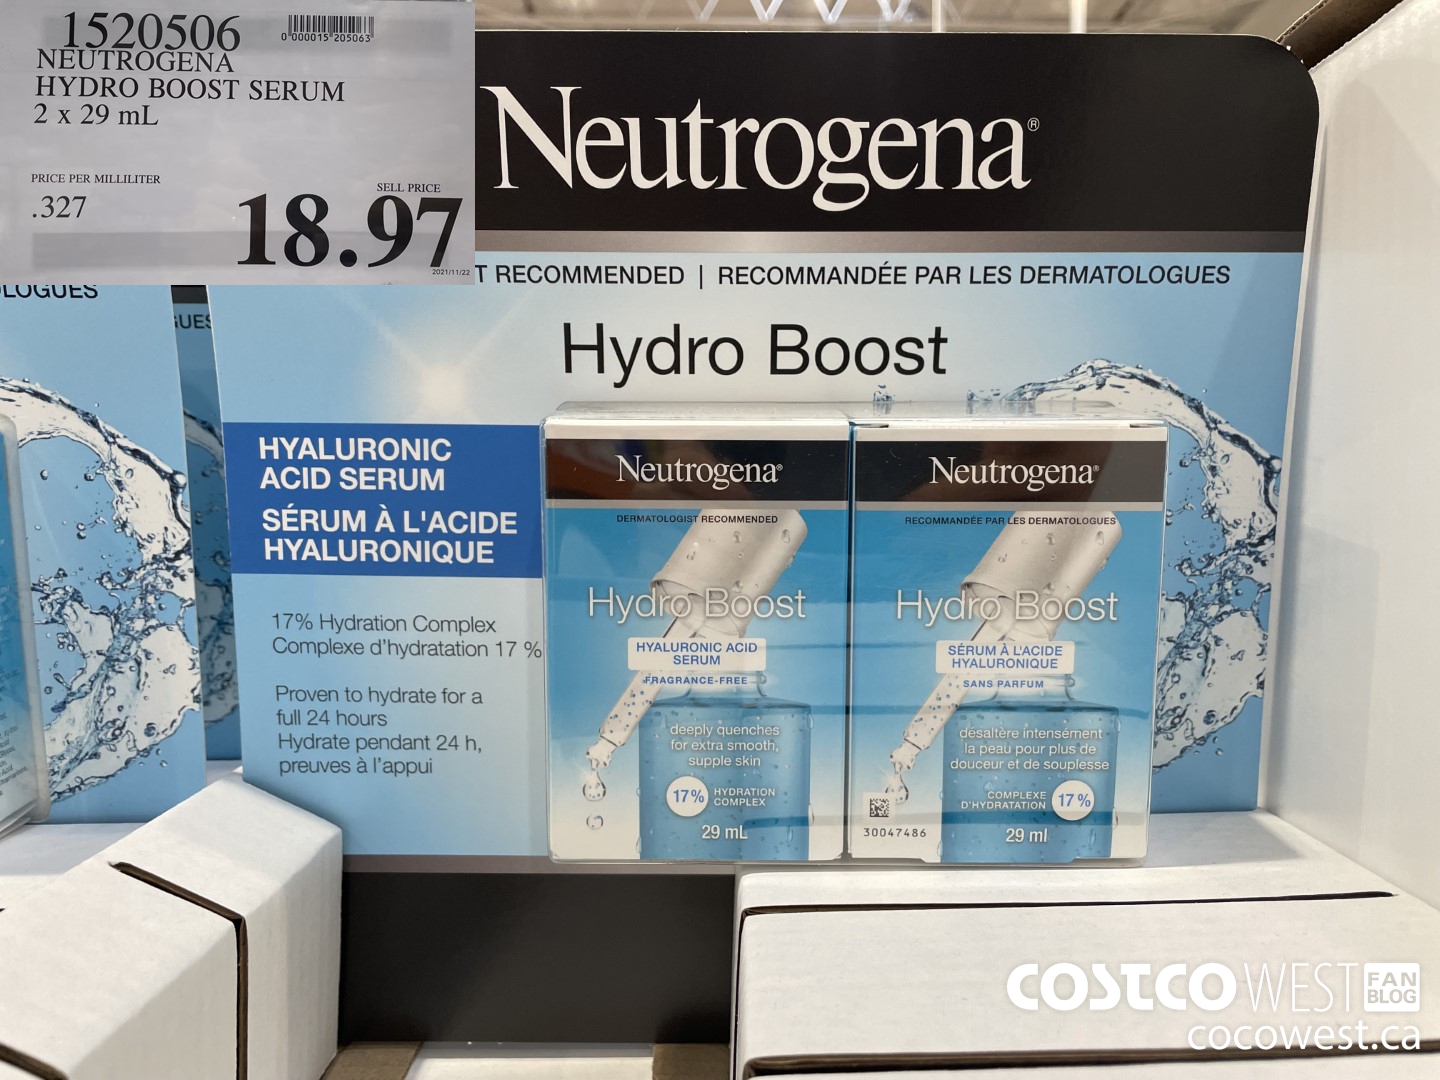 1520506
0 000015 205063
NEUTROGENA
HYDRO BOOST SERUM
2 x 29 mL
PRICE PER MILLILITER
.327
SELL PRICE
18.97
2021/11/22
Neutrogena®
T RECOMMENDED | RECOMMANDÉE PAR LES DERMATOLOGUES
LOGUES
GUES
Hydro Boost
HYALURONIC
ACID SERUM
SÉRUM À L'ACIDE
HYALURONIQUE
17% Hydration Complex
Complexe d'hydratation 17 %
Proven to hydrate for a
full 24 hours
Hydrate pendant 24 h,
preuves à l'appui
Neutrogena®
DERMATOLOGIST RECOMMENDED
Hydro Boost
HYALURONIC ACID
SERUM
FRAGRANCE-FREE
deeply quenches
for extra smooth,
supple skin
17% HYDRATION
COMPLEX
29 mL
Neutrogena®
RECOMMANDÉE PAR LES DERMATOLOGUES
Hydro Boost
SÉRUM À L'ACIDE
HYALURONIQUE
SANS PARFUM
désaltère intensément
la peau pour plus de
douceur et de souplesse
COMPLEXE
D'HYDRATATION 17 %
30047486
29 ml
COSTCO WEST FAN
BLOG
cocowest.ca